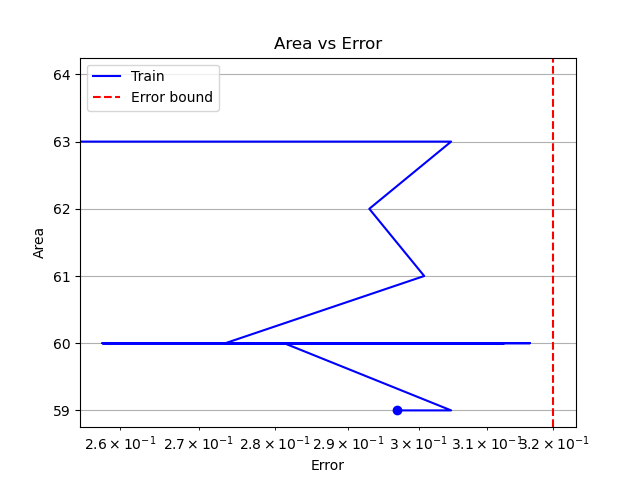 Area vs Error
Train
Error bound
Area
64
63
62
61
60
59
2.6 × 10⁻¹
2.7 × 10⁻¹
2.8 × 10⁻¹
2.9 × 10⁻¹
3 × 10⁻¹
3.1 × 10⁻¹
3.2 × 10⁻¹
Error